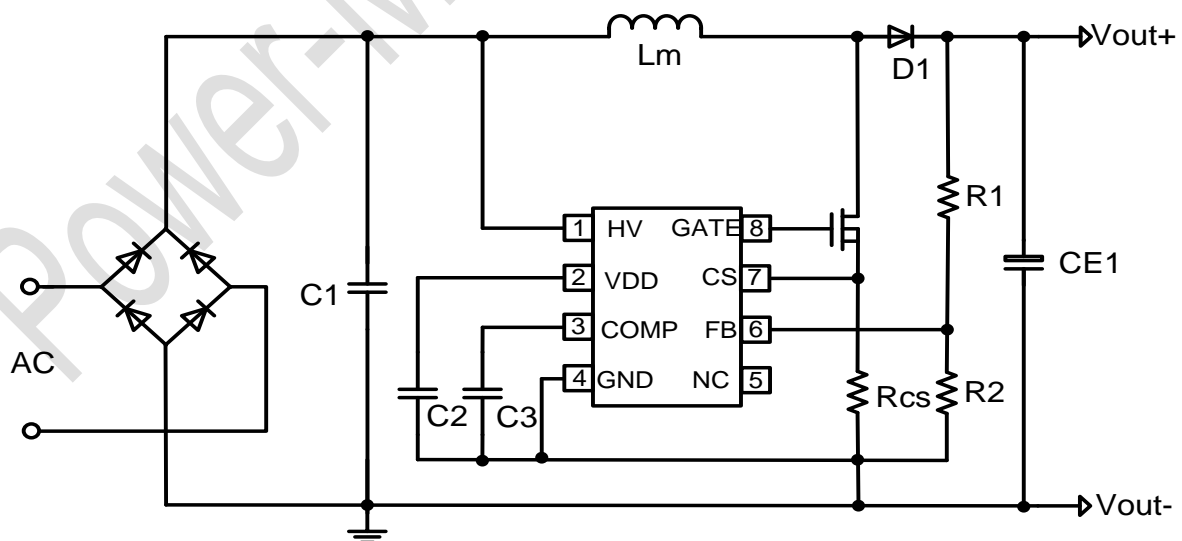 Power-M
Lm
D1
Vout+
R1
1 HV GATE 8
C1
CE1
2 VDD CS 7
3 COMP FB 6
AC
4 GND NC 5
C2
C3
Rcs
R2
Vout-